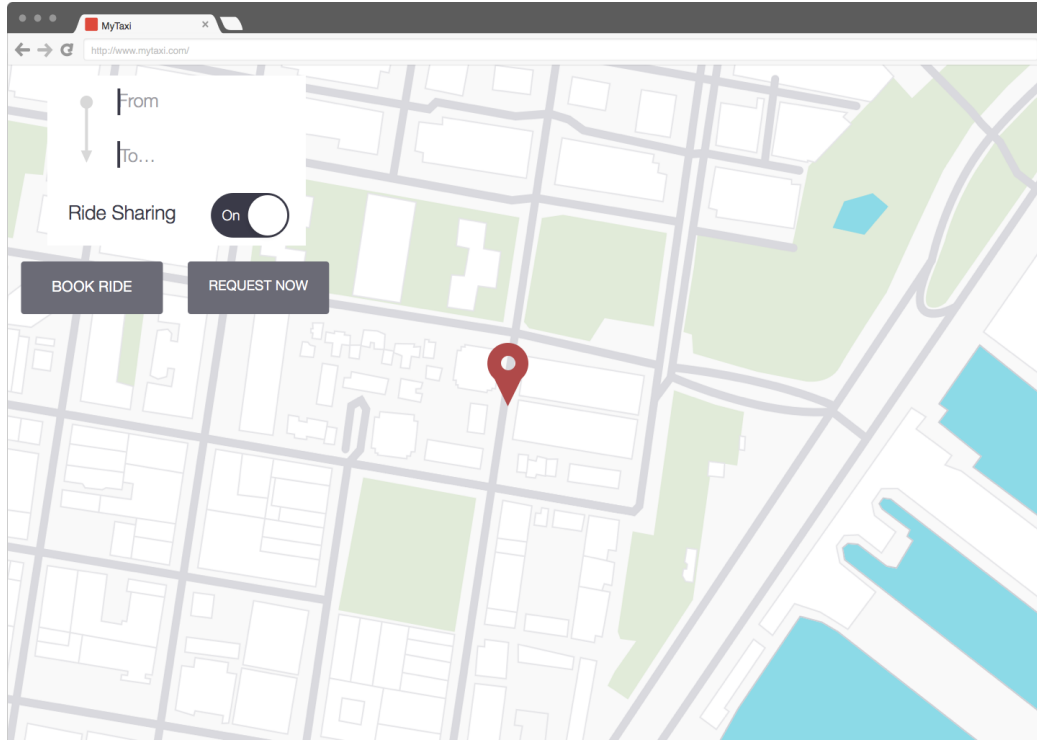 MyTaxi
http://www.mytaxi.com/
From
To...
Ride Sharing On
BOOK RIDE REQUEST NOW